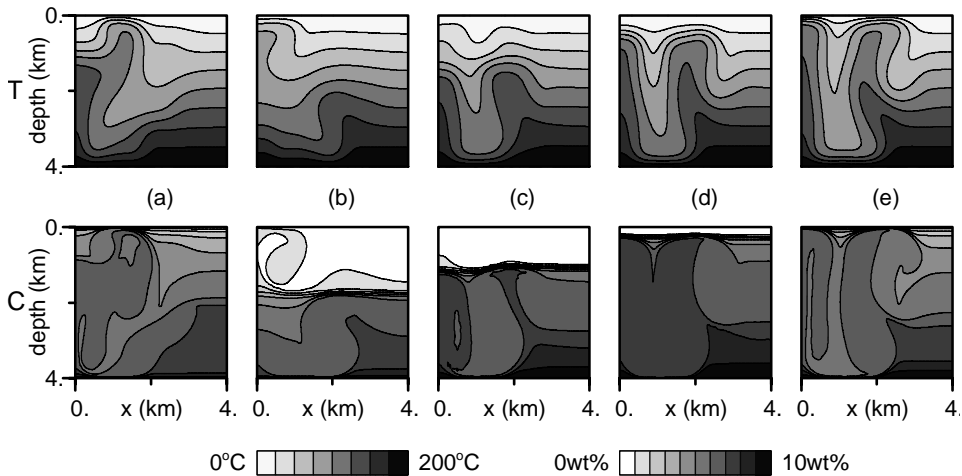 0.
T
depth (km)
4.
(a) (b) (c) (d) (e)
0.
C
depth (km)
4.
0. x (km) 4. 0. x (km) 4. 0. x (km) 4. 0. x (km) 4. 0. x (km) 4.
0°C 200°C 0wt% 10wt%